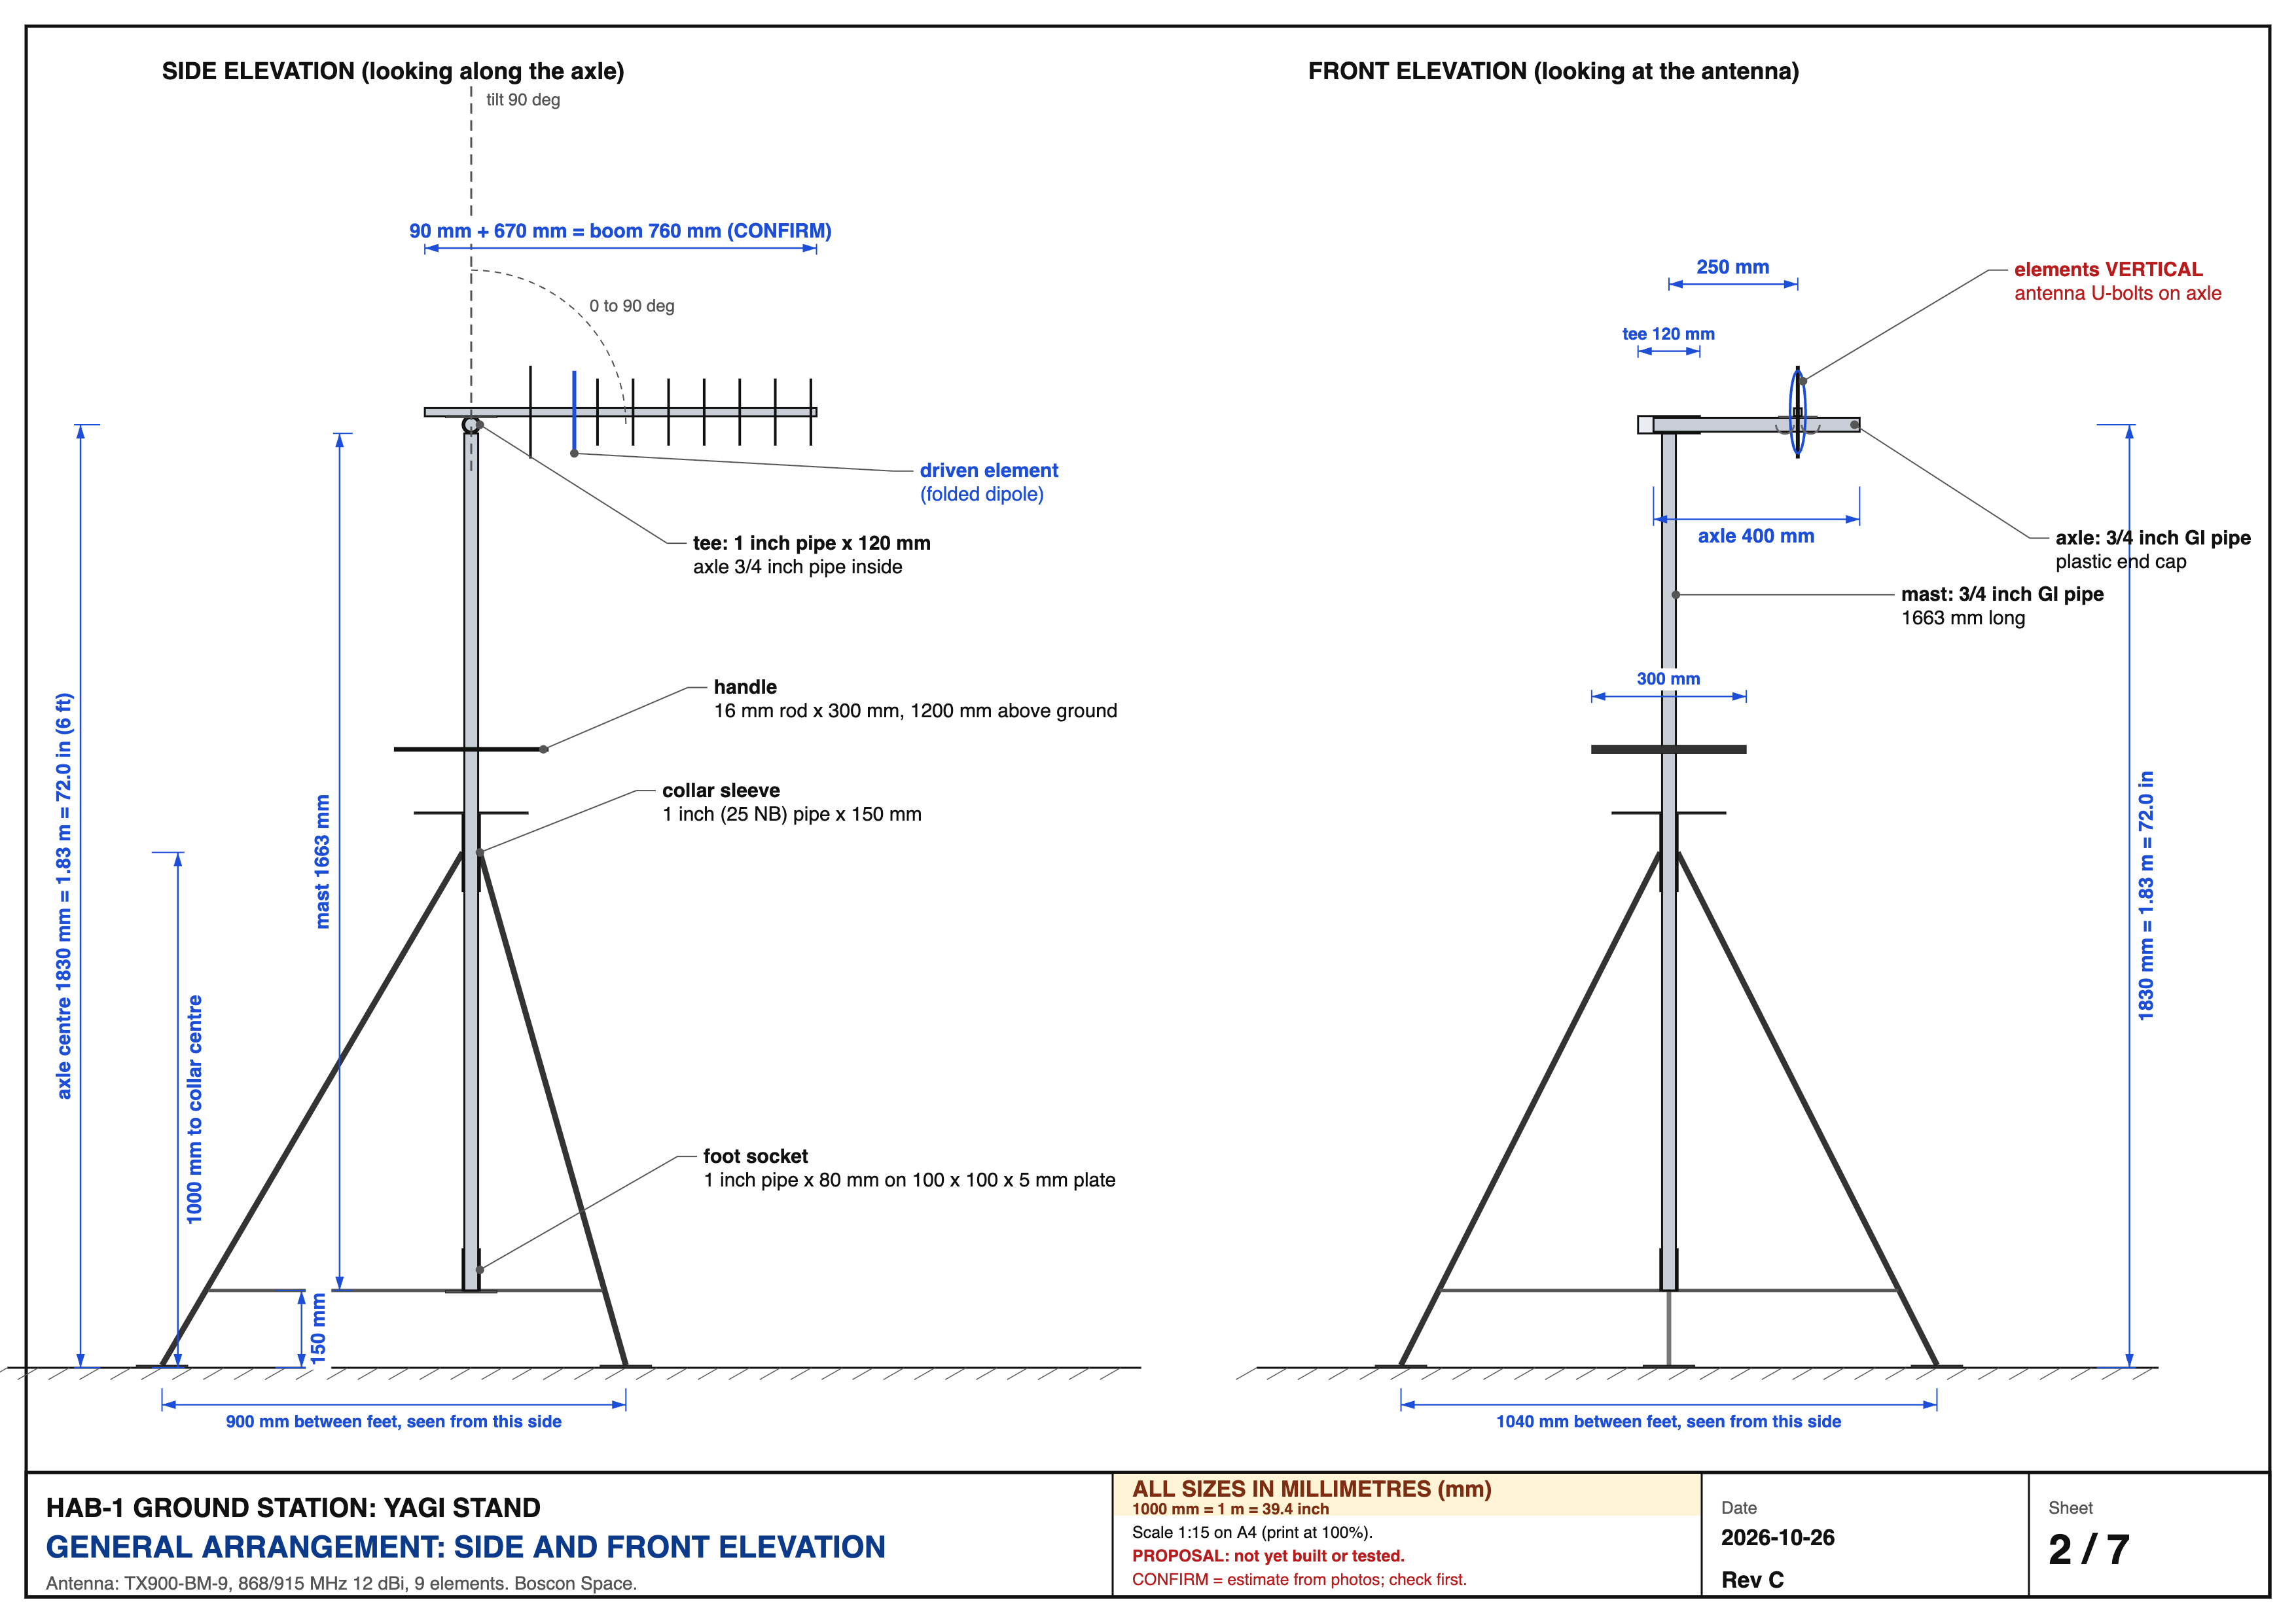 SIDE ELEVATION (looking along the axle)
tilt 90 deg
90 mm + 670 mm = boom 760 mm (CONFIRM)
0 to 90 deg
driven element
(folded dipole)
tee: 1 inch pipe x 120 mm
axle 3/4 inch pipe inside
handle
16 mm rod x 300 mm, 1200 mm above ground
collar sleeve
1 inch (25 NB) pipe x 150 mm
foot socket
1 inch pipe x 80 mm on 100 x 100 x 5 mm plate
axle centre 1830 mm = 1.83 m = 72.0 in (6 ft)
1000 mm to collar centre
mast 1663 mm
150 mm
900 mm between feet, seen from this side
FRONT ELEVATION (looking at the antenna)
250 mm
elements VERTICAL
antenna U-bolts on axle
tee 120 mm
axle 400 mm
axle: 3/4 inch GI pipe
plastic end cap
mast: 3/4 inch GI pipe
1663 mm long
300 mm
1830 mm = 1.83 m = 72.0 in
1040 mm between feet, seen from this side
HAB-1 GROUND STATION: YAGI STAND
GENERAL ARRANGEMENT: SIDE AND FRONT ELEVATION
Antenna: TX900-BM-9, 868/915 MHz 12 dBi, 9 elements. Boscon Space.
ALL SIZES IN MILLIMETRES (mm)
1000 mm = 1 m = 39.4 inch
Scale 1:15 on A4 (print at 100%).
PROPOSAL: not yet built or tested.
CONFIRM = estimate from photos; check first.
Date
2026-10-26
Rev C
Sheet
2 / 7